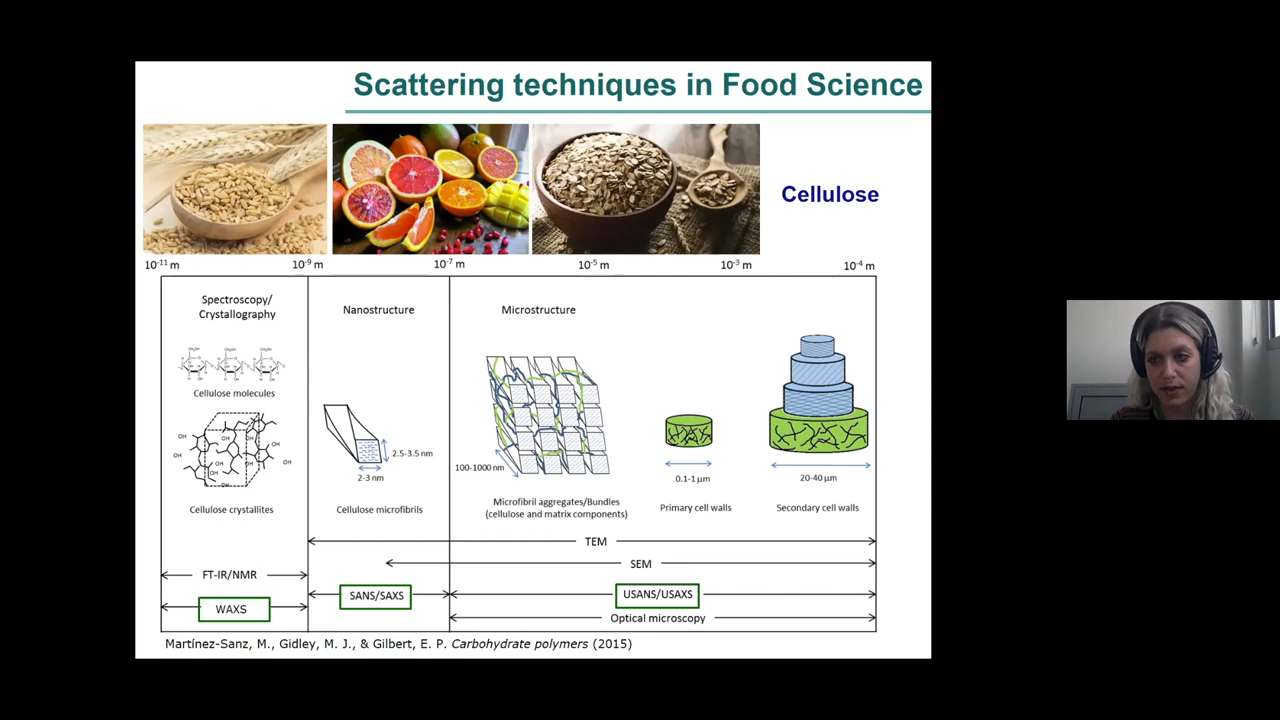 Scattering techniques in Food Science
Cellulose
10⁻¹¹ m
10⁻⁹ m
10⁻⁷ m
10⁻⁵ m
10⁻³ m
10⁻⁴ m
Spectroscopy/
Crystallography
Nanostructure
Microstructure
Cellulose molecules
OH
OH
OH
OH
OH
OH
OH
OH
OH
Cellulose crystallites
2.5-3.5 nm
2-3 nm
Cellulose microfibrils
100-1000 nm
Microfibril aggregates/Bundles
(cellulose and matrix components)
0.1-1 μm
Primary cell walls
20-40 μm
Secondary cell walls
TEM
SEM
FT-IR/NMR
SANS/SAXS
USANS/USAXS
WAXS
Optical microscopy
Martínez-Sanz, M., Gidley, M. J., & Gilbert, E. P. Carbohydrate polymers (2015)